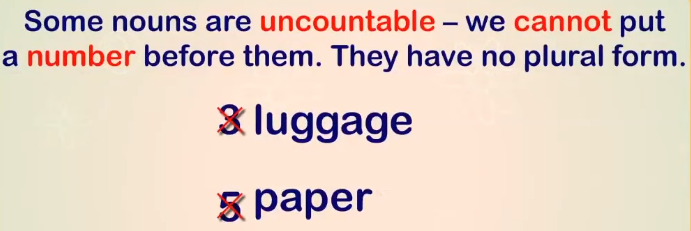 Some nouns are uncountable – we cannot put
a number before them. They have no plural form.
3 luggage
5 paper